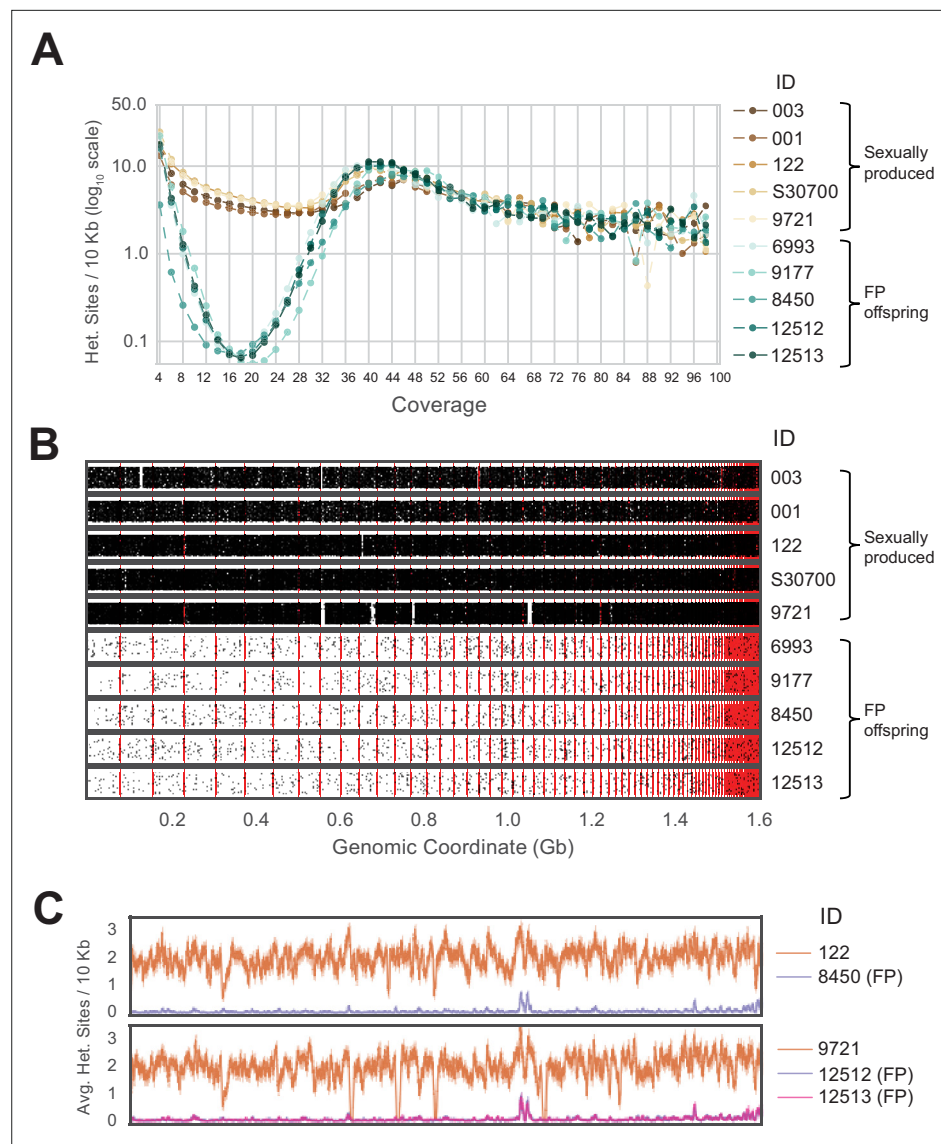 A
ID
50.0
10.0
1.0
0.1
Het. Sites / 10 Kb (log10 scale)
4 8 12 16 20 24 28 32 36 40 44 48 52 56 60 64 68 72 76 80 84 88 92 96 100
Coverage
003
001
122
S30700
9721
6993
9177
8450
12512
12513
Sexually
produced
FP
offspring
B
ID
003
001
122
S30700
9721
6993
9177
8450
12512
12513
Sexually
produced
FP
offspring
0.2 0.4 0.6 0.8 1.0 1.2 1.4 1.6
Genomic Coordinate (Gb)
C
ID
Avg. Het. Sites / 10 Kb
3
2
1
0
122
8450 (FP)
3
2
1
0
9721
12512 (FP)
12513 (FP)